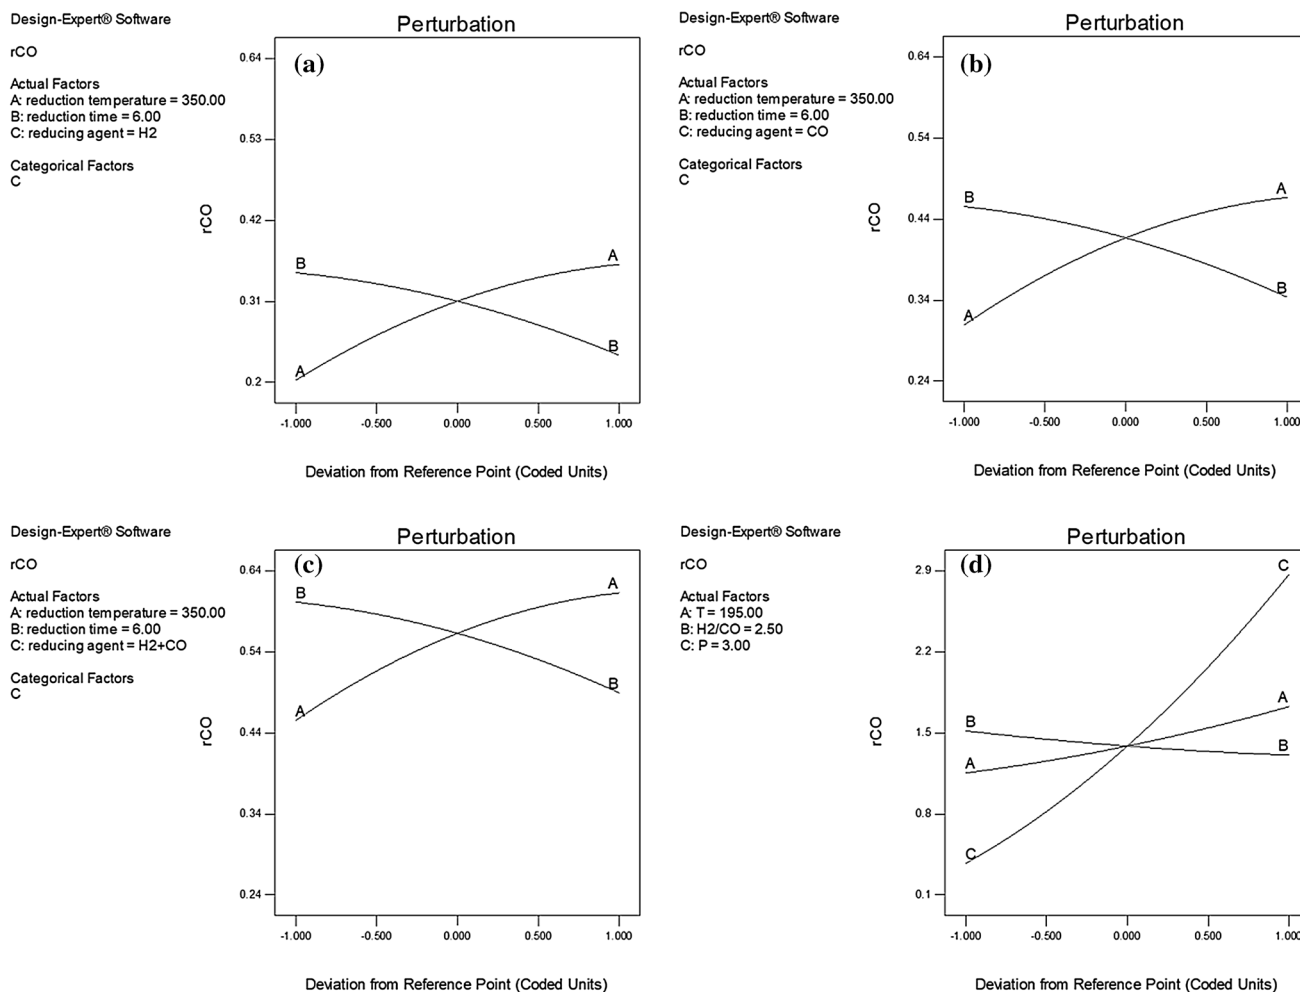 Design-Expert® Software
rCO
Actual Factors
A: reduction temperature = 350.00
B: reduction time = 6.00
C: reducing agent = H2
Categorical Factors
C
Perturbation
(a)
0.64
0.53
0.42
0.31
0.2
rCO
B
A
A
B
-1.000 -0.500 0.000 0.500 1.000
Deviation from Reference Point (Coded Units)
Design-Expert® Software
rCO
Actual Factors
A: reduction temperature = 350.00
B: reduction time = 6.00
C: reducing agent = CO
Categorical Factors
C
Perturbation
(b)
0.64
0.54
0.44
0.34
0.24
rCO
B
A
A
B
-1.000 -0.500 0.000 0.500 1.000
Deviation from Reference Point (Coded Units)
Design-Expert® Software
rCO
Actual Factors
A: reduction temperature = 350.00
B: reduction time = 6.00
C: reducing agent = H2+CO
Categorical Factors
C
Perturbation
(c)
0.64
0.54
0.44
0.34
0.24
rCO
B
A
A
B
-1.000 -0.500 0.000 0.500 1.000
Deviation from Reference Point (Coded Units)
Design-Expert® Software
rCO
Actual Factors
A: T = 195.00
B: H2/CO = 2.50
C: P = 3.00
Perturbation
(d)
2.9
2.2
1.5
0.8
0.1
rCO
C
A
B
B
A
C
-1.000 -0.500 0.000 0.500 1.000
Deviation from Reference Point (Coded Units)